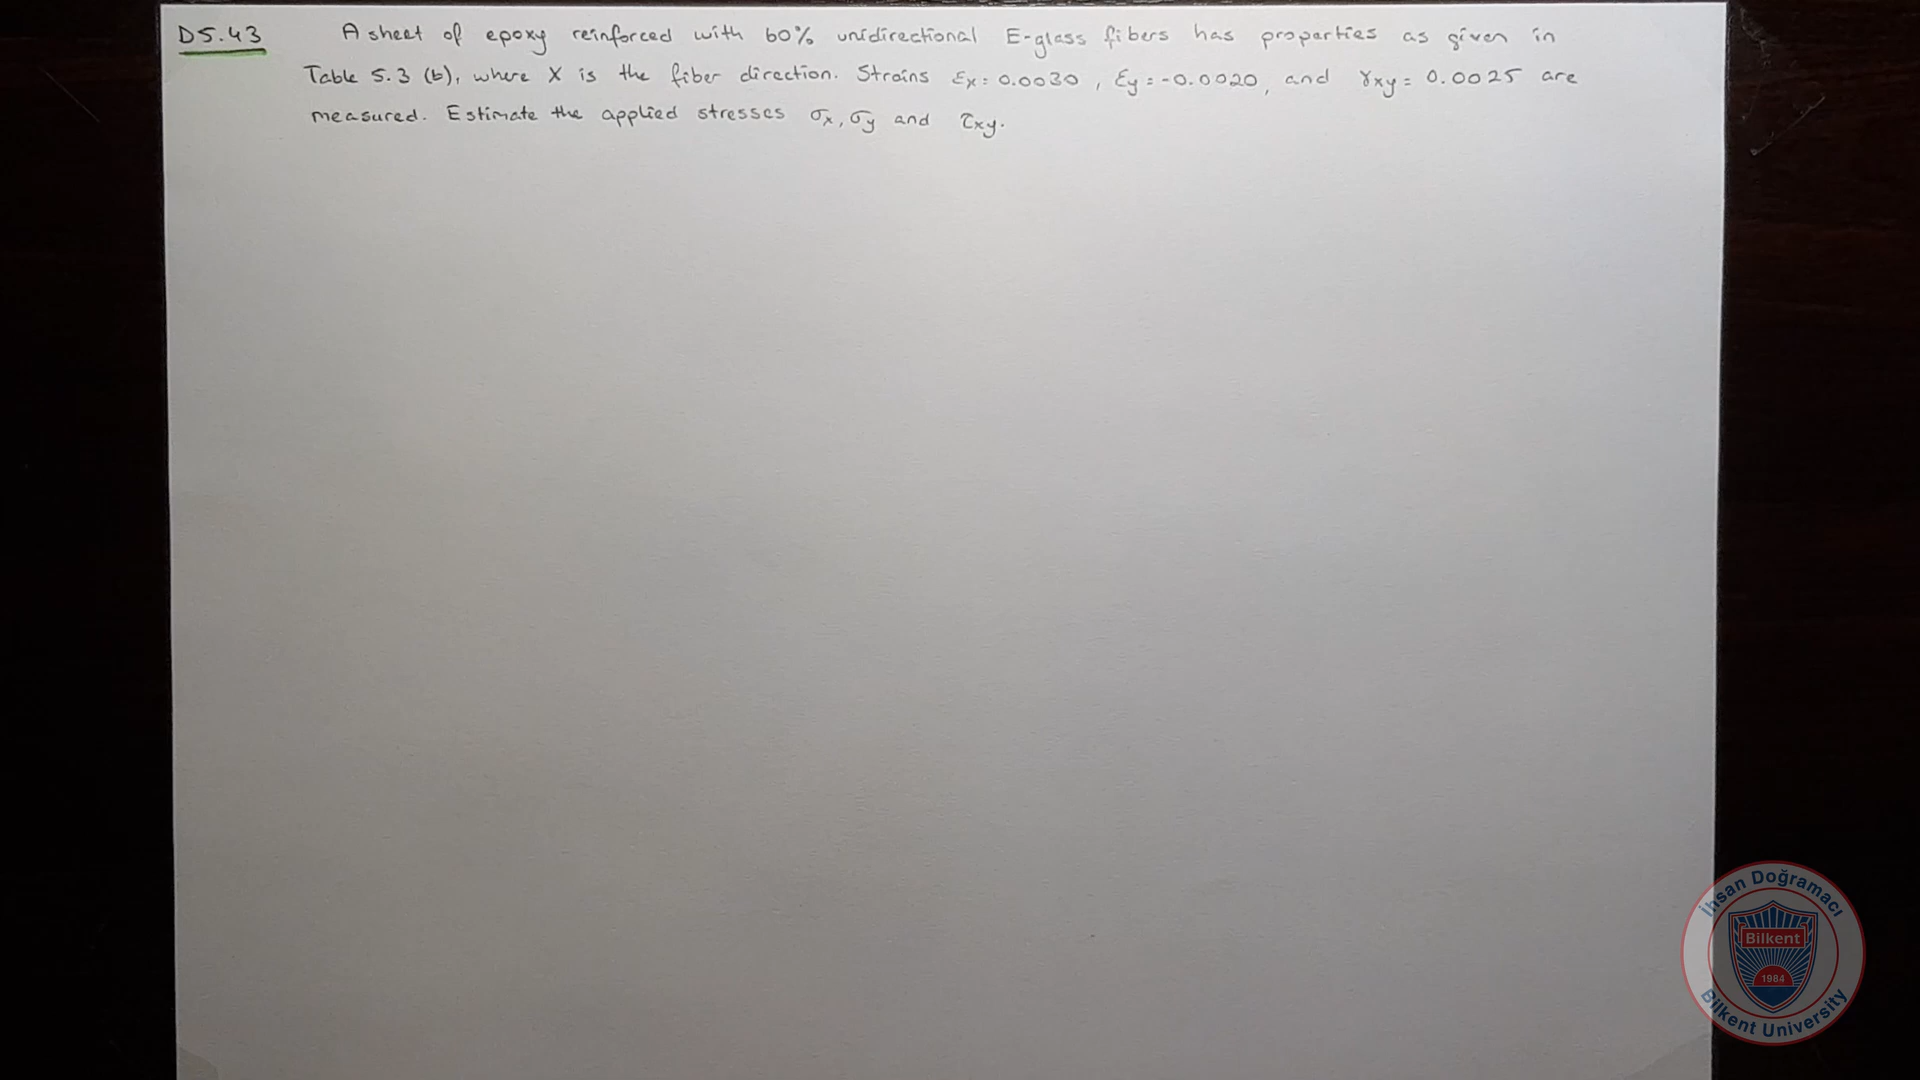 D5.43 A sheet of epoxy reinforced with 60% unidirectional E-glass fibers has properties as given in
Table 5.3 (b), where X is the fiber direction. Strains εx = 0.0030, εy = -0.0020, and γxy = 0.0025 are
measured. Estimate the applied stresses σx, σy and τxy.
İhsan Doğramacı
Bilkent
1984
Bilkent University